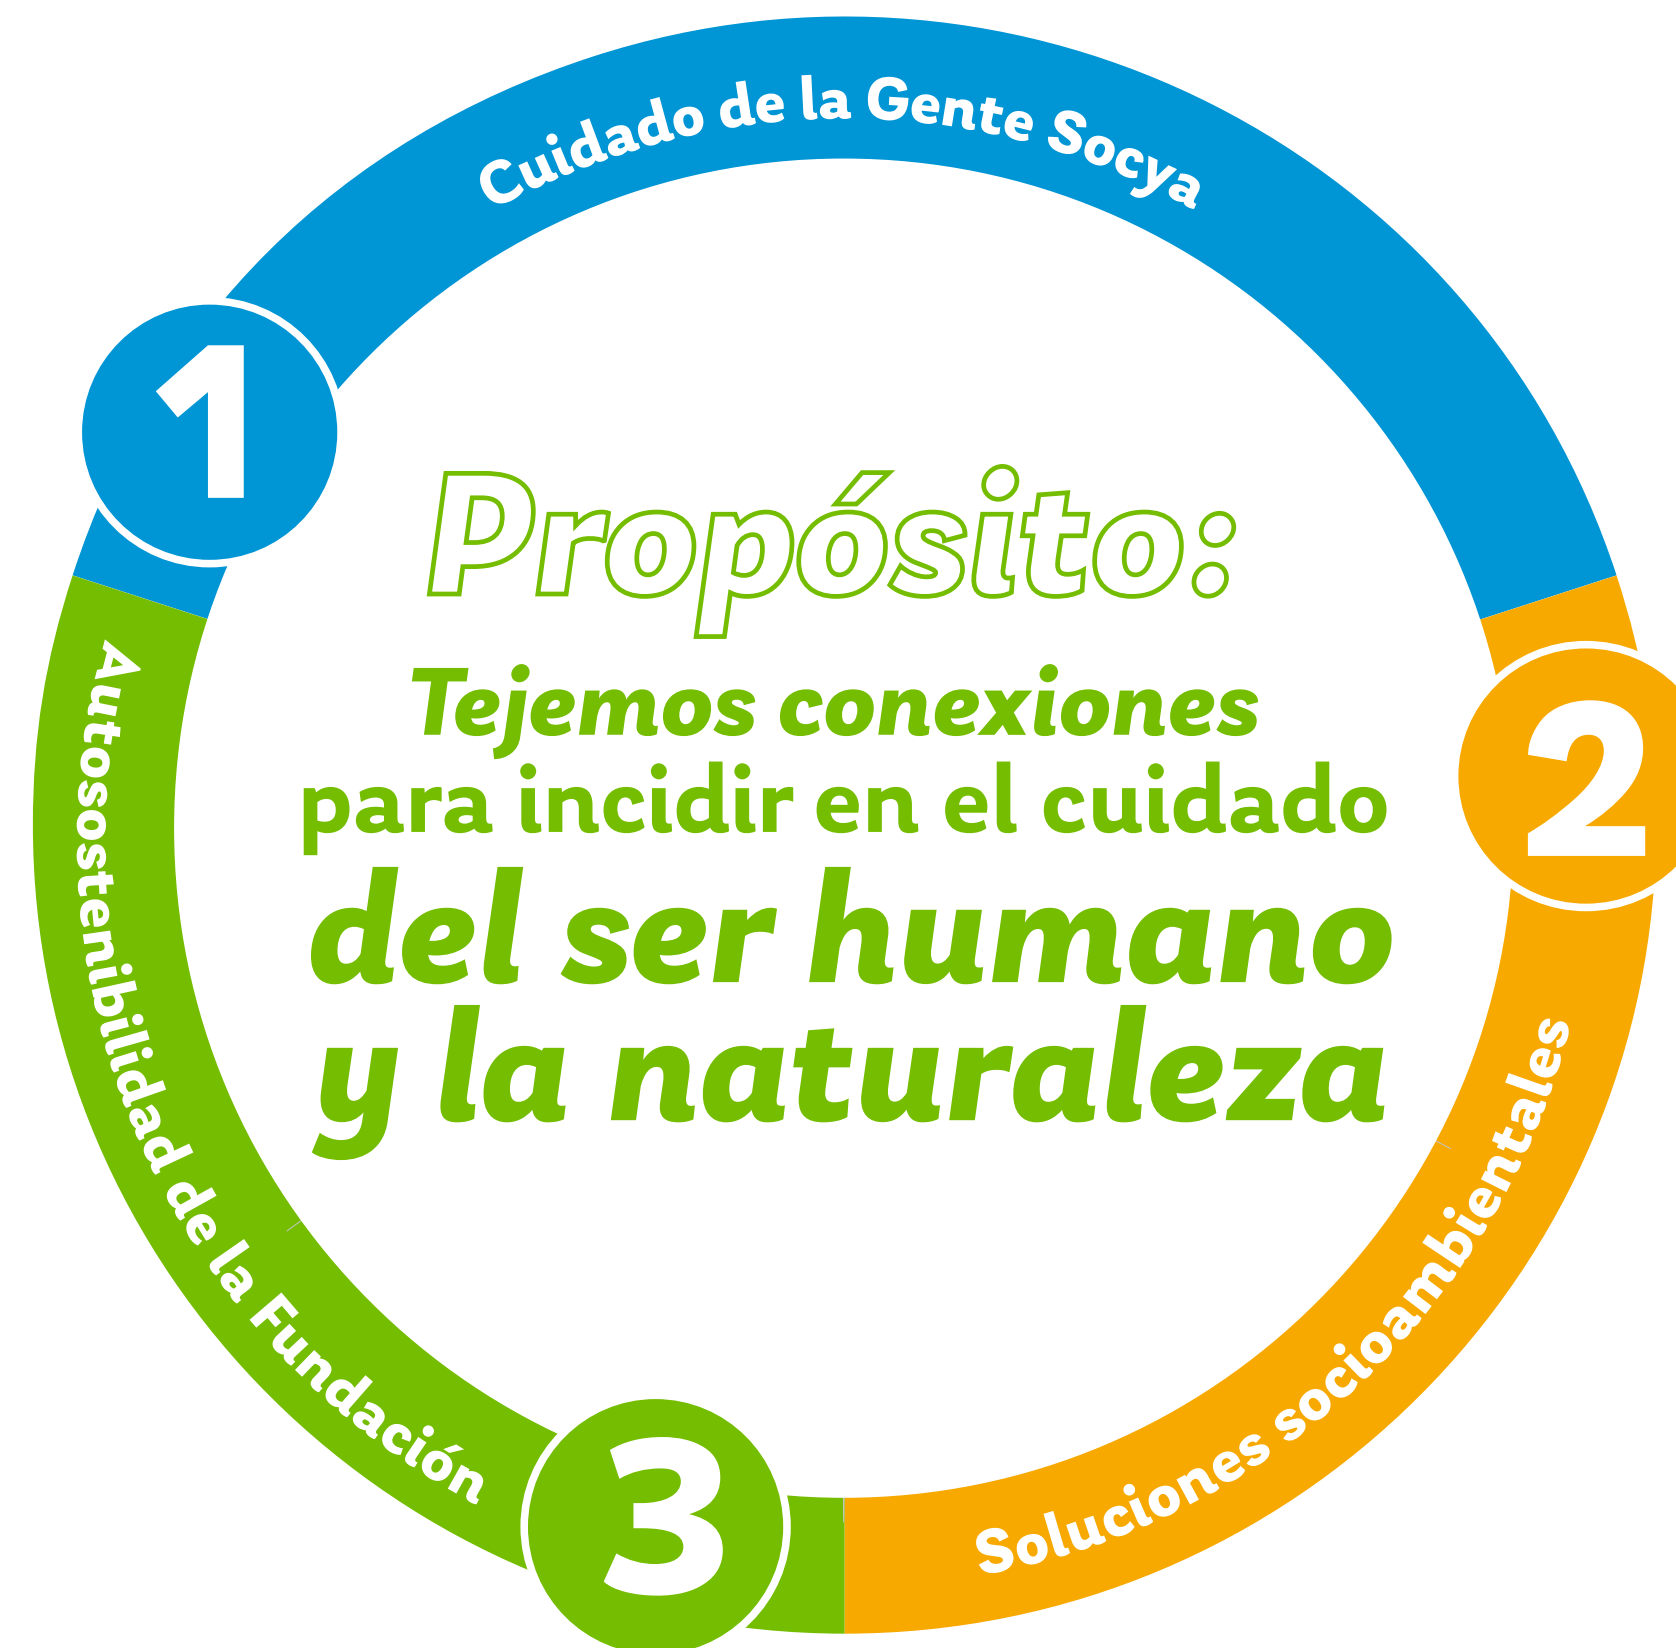 Cuidado de la Gente Socya
1
Propósito:
Tejemos conexiones
para incidir en el cuidado
del ser humano
y la naturaleza
2
Soluciones socioambientales
3
Autosostenibilidad de la Fundación